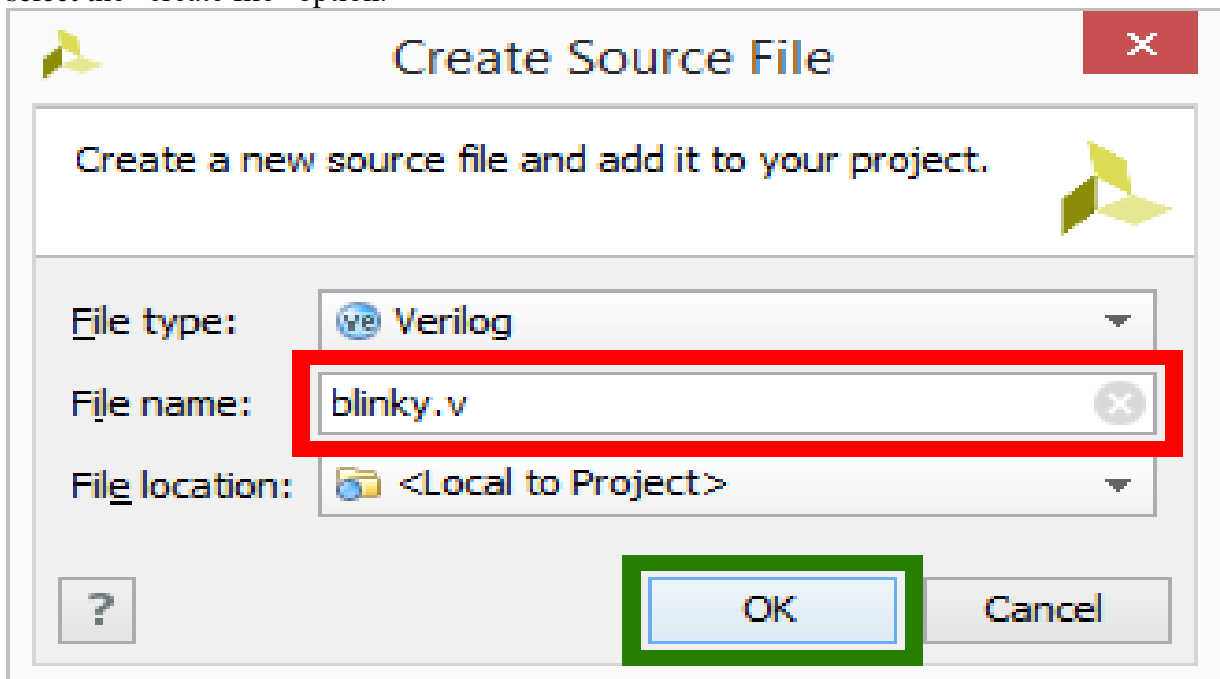 Create Source File
Create a new source file and add it to your project.
File type: Verilog
File name: blinky.v
File location: <Local to Project>
? OK Cancel